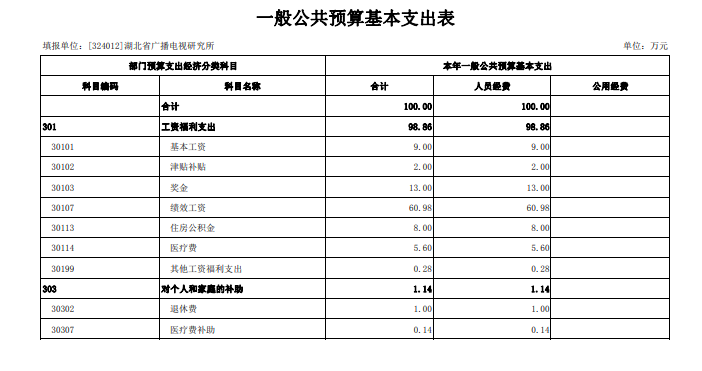 一般公共预算基本支出表
填报单位：[324012]湖北省广播电视研究所 单位：万元
部门预算支出经济分类科目 本年一般公共预算基本支出
科目编码 科目名称 合计 人员经费 公用经费
合计 100.00 100.00
301 工资福利支出 98.86 98.86
30101 基本工资 9.00 9.00
30102 津贴补贴 2.00 2.00
30103 奖金 13.00 13.00
30107 绩效工资 60.98 60.98
30113 住房公积金 8.00 8.00
30114 医疗费 5.60 5.60
30199 其他工资福利支出 0.28 0.28
303 对个人和家庭的补助 1.14 1.14
30302 退休费 1.00 1.00
30307 医疗费补助 0.14 0.14